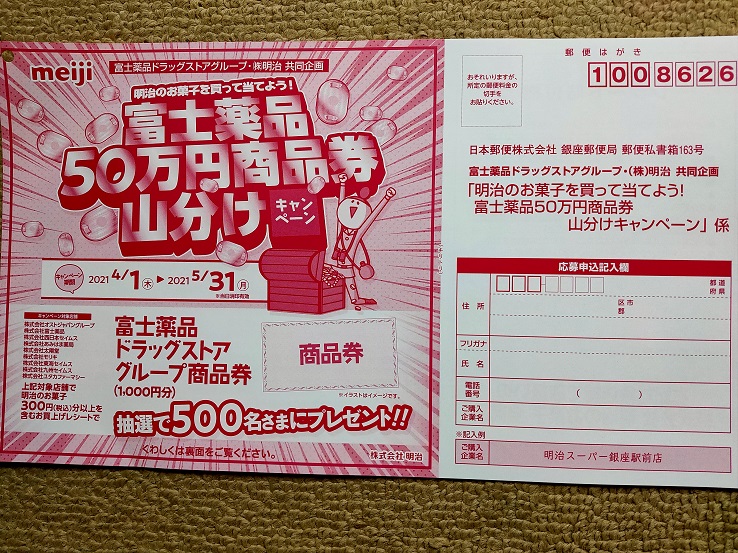 meiji
富士薬品ドラッグストアグループ・㈱明治 共同企画
明治のお菓子を買って当てよう!
富士薬品
50万円商品券
山分け
キャンペーン
キャンペーン期間
2021 4/1木 ▶ 2021 5/31月
※当日消印有効
キャンペーン対象店舗
株式会社オストジャパングループ
株式会社富士薬品
株式会社西日本セイムス
株式会社あみはま薬局
株式会社太陽堂
株式会社モリキ
株式会社東海セイムス
株式会社九州セイムス
株式会社ユタカファーマシー
上記対象店舗で
明治のお菓子
300円(税込)分以上を
含むお買上げレシートで
富士薬品
ドラッグストア
グループ商品券
(1,000円分)
商品券
※イラストはイメージです。
抽選で500名さまにプレゼント!!
くわしくは裏面をご覧ください。
株式会社 明治
郵便はがき
おそれいりますが、
所定の郵便料金の
切手を
お貼りください。
1008626
日本郵便株式会社 銀座郵便局 郵便私書箱163号
富士薬品ドラッグストアグループ・(株)明治 共同企画
「明治のお菓子を買って当てよう!
富士薬品50万円商品券
山分けキャンペーン」係
応募申込記入欄
住所
都道
府県
区市
郡
フリガナ
氏名
電話
番号
( )
ご購入
企業名
※記入例
ご購入
企業名
明治スーパー銀座駅前店